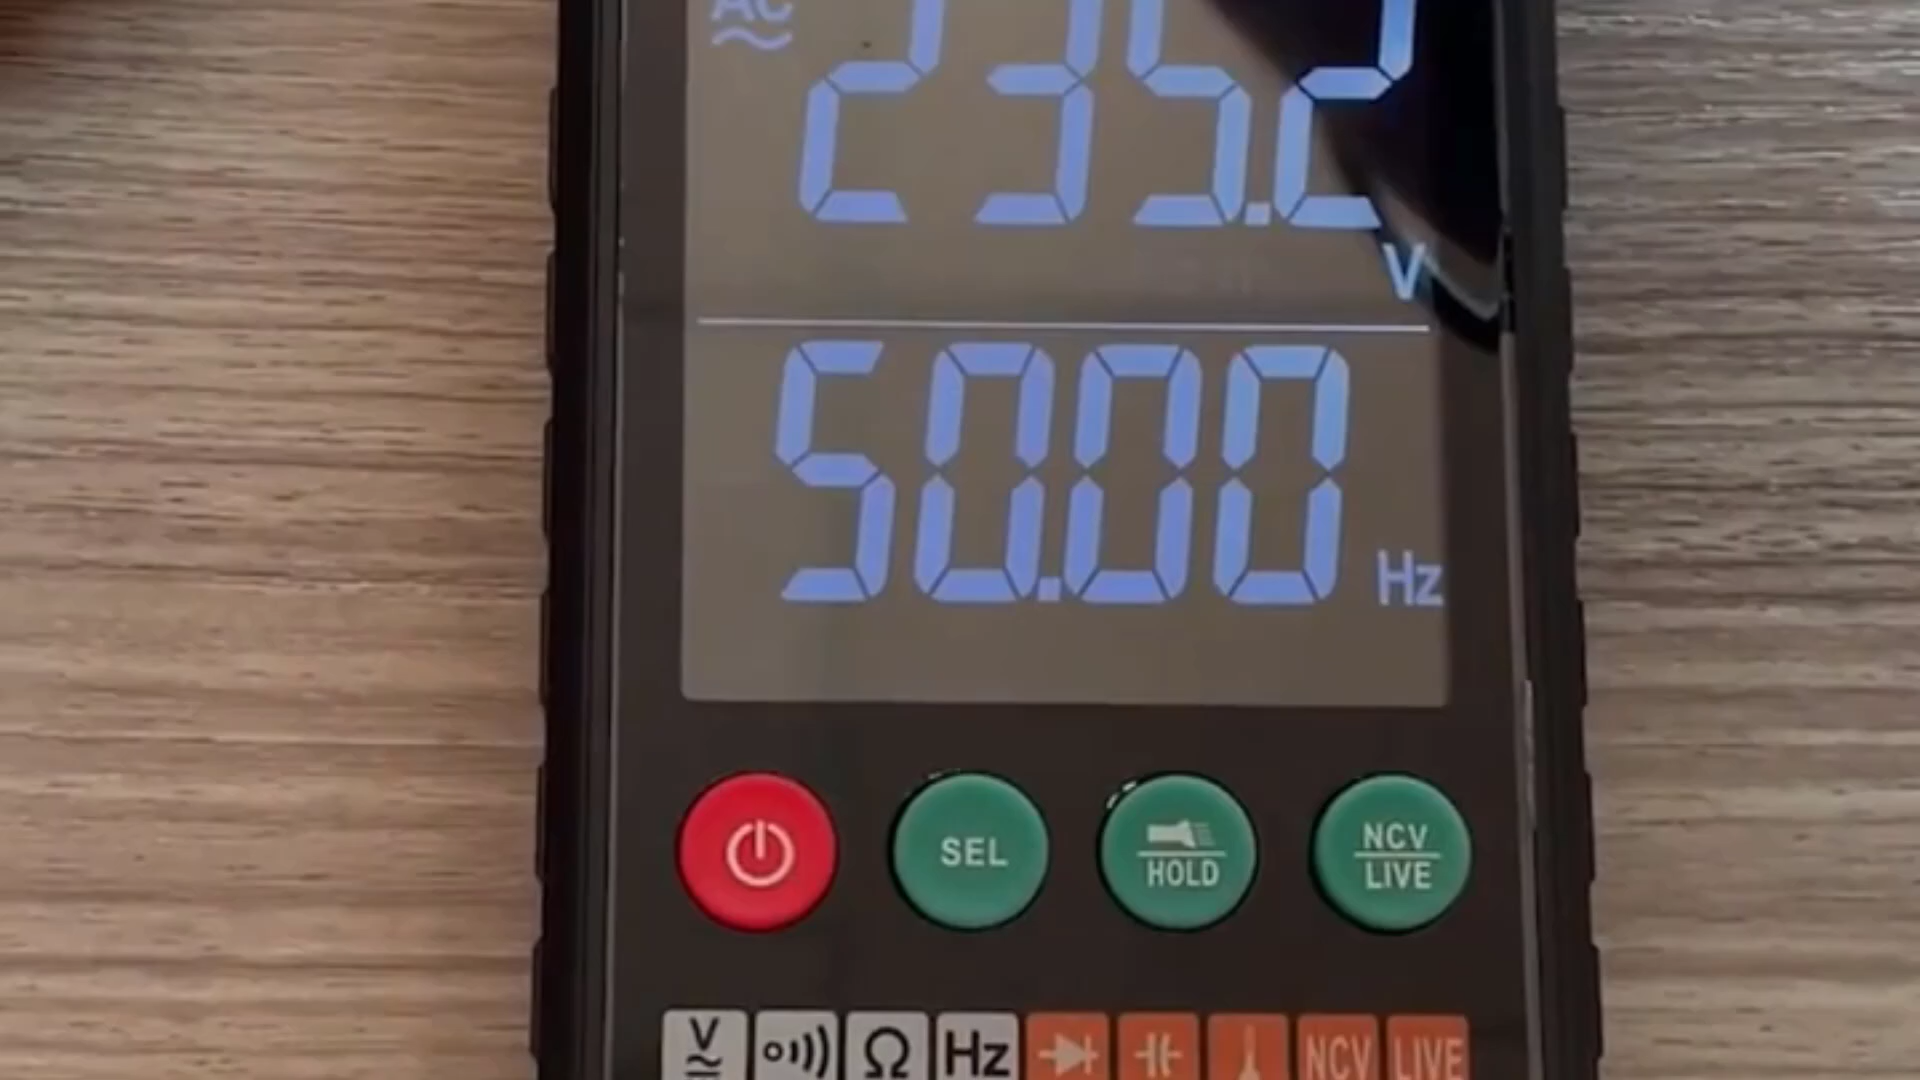 AC
235.2
V
50.00 Hz
SEL
HOLD
NCV
LIVE
V Ω Hz NCV LIVE